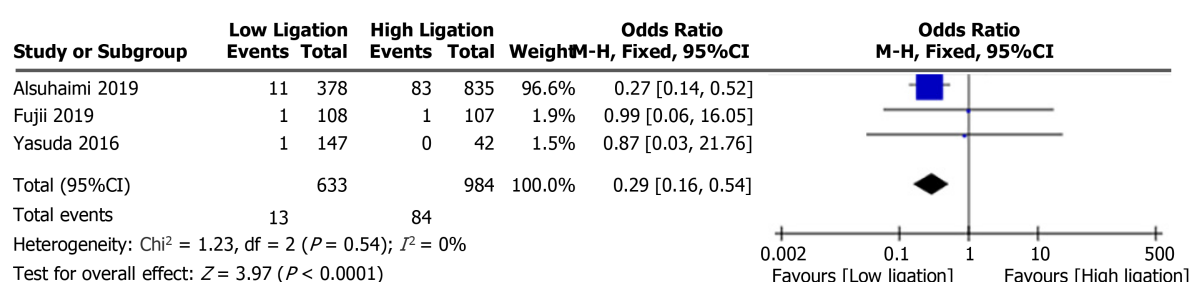 Low Ligation High Ligation Odds Ratio Odds Ratio
Study or Subgroup Events Total Events Total Weight M-H, Fixed, 95%CI M-H, Fixed, 95%CI
Alsuhaimi 2019 11 378 83 835 96.6% 0.27 [0.14, 0.52]
Fujii 2019 1 108 1 107 1.9% 0.99 [0.06, 16.05]
Yasuda 2016 1 147 0 42 1.5% 0.87 [0.03, 21.76]
Total (95%CI) 633 984 100.0% 0.29 [0.16, 0.54]
Total events 13 84
Heterogeneity: Chi² = 1.23, df = 2 (P = 0.54); I² = 0%
Test for overall effect: Z = 3.97 (P < 0.0001)
0.002 0.1 1 10 500
Favours [Low ligation] Favours [High ligation]